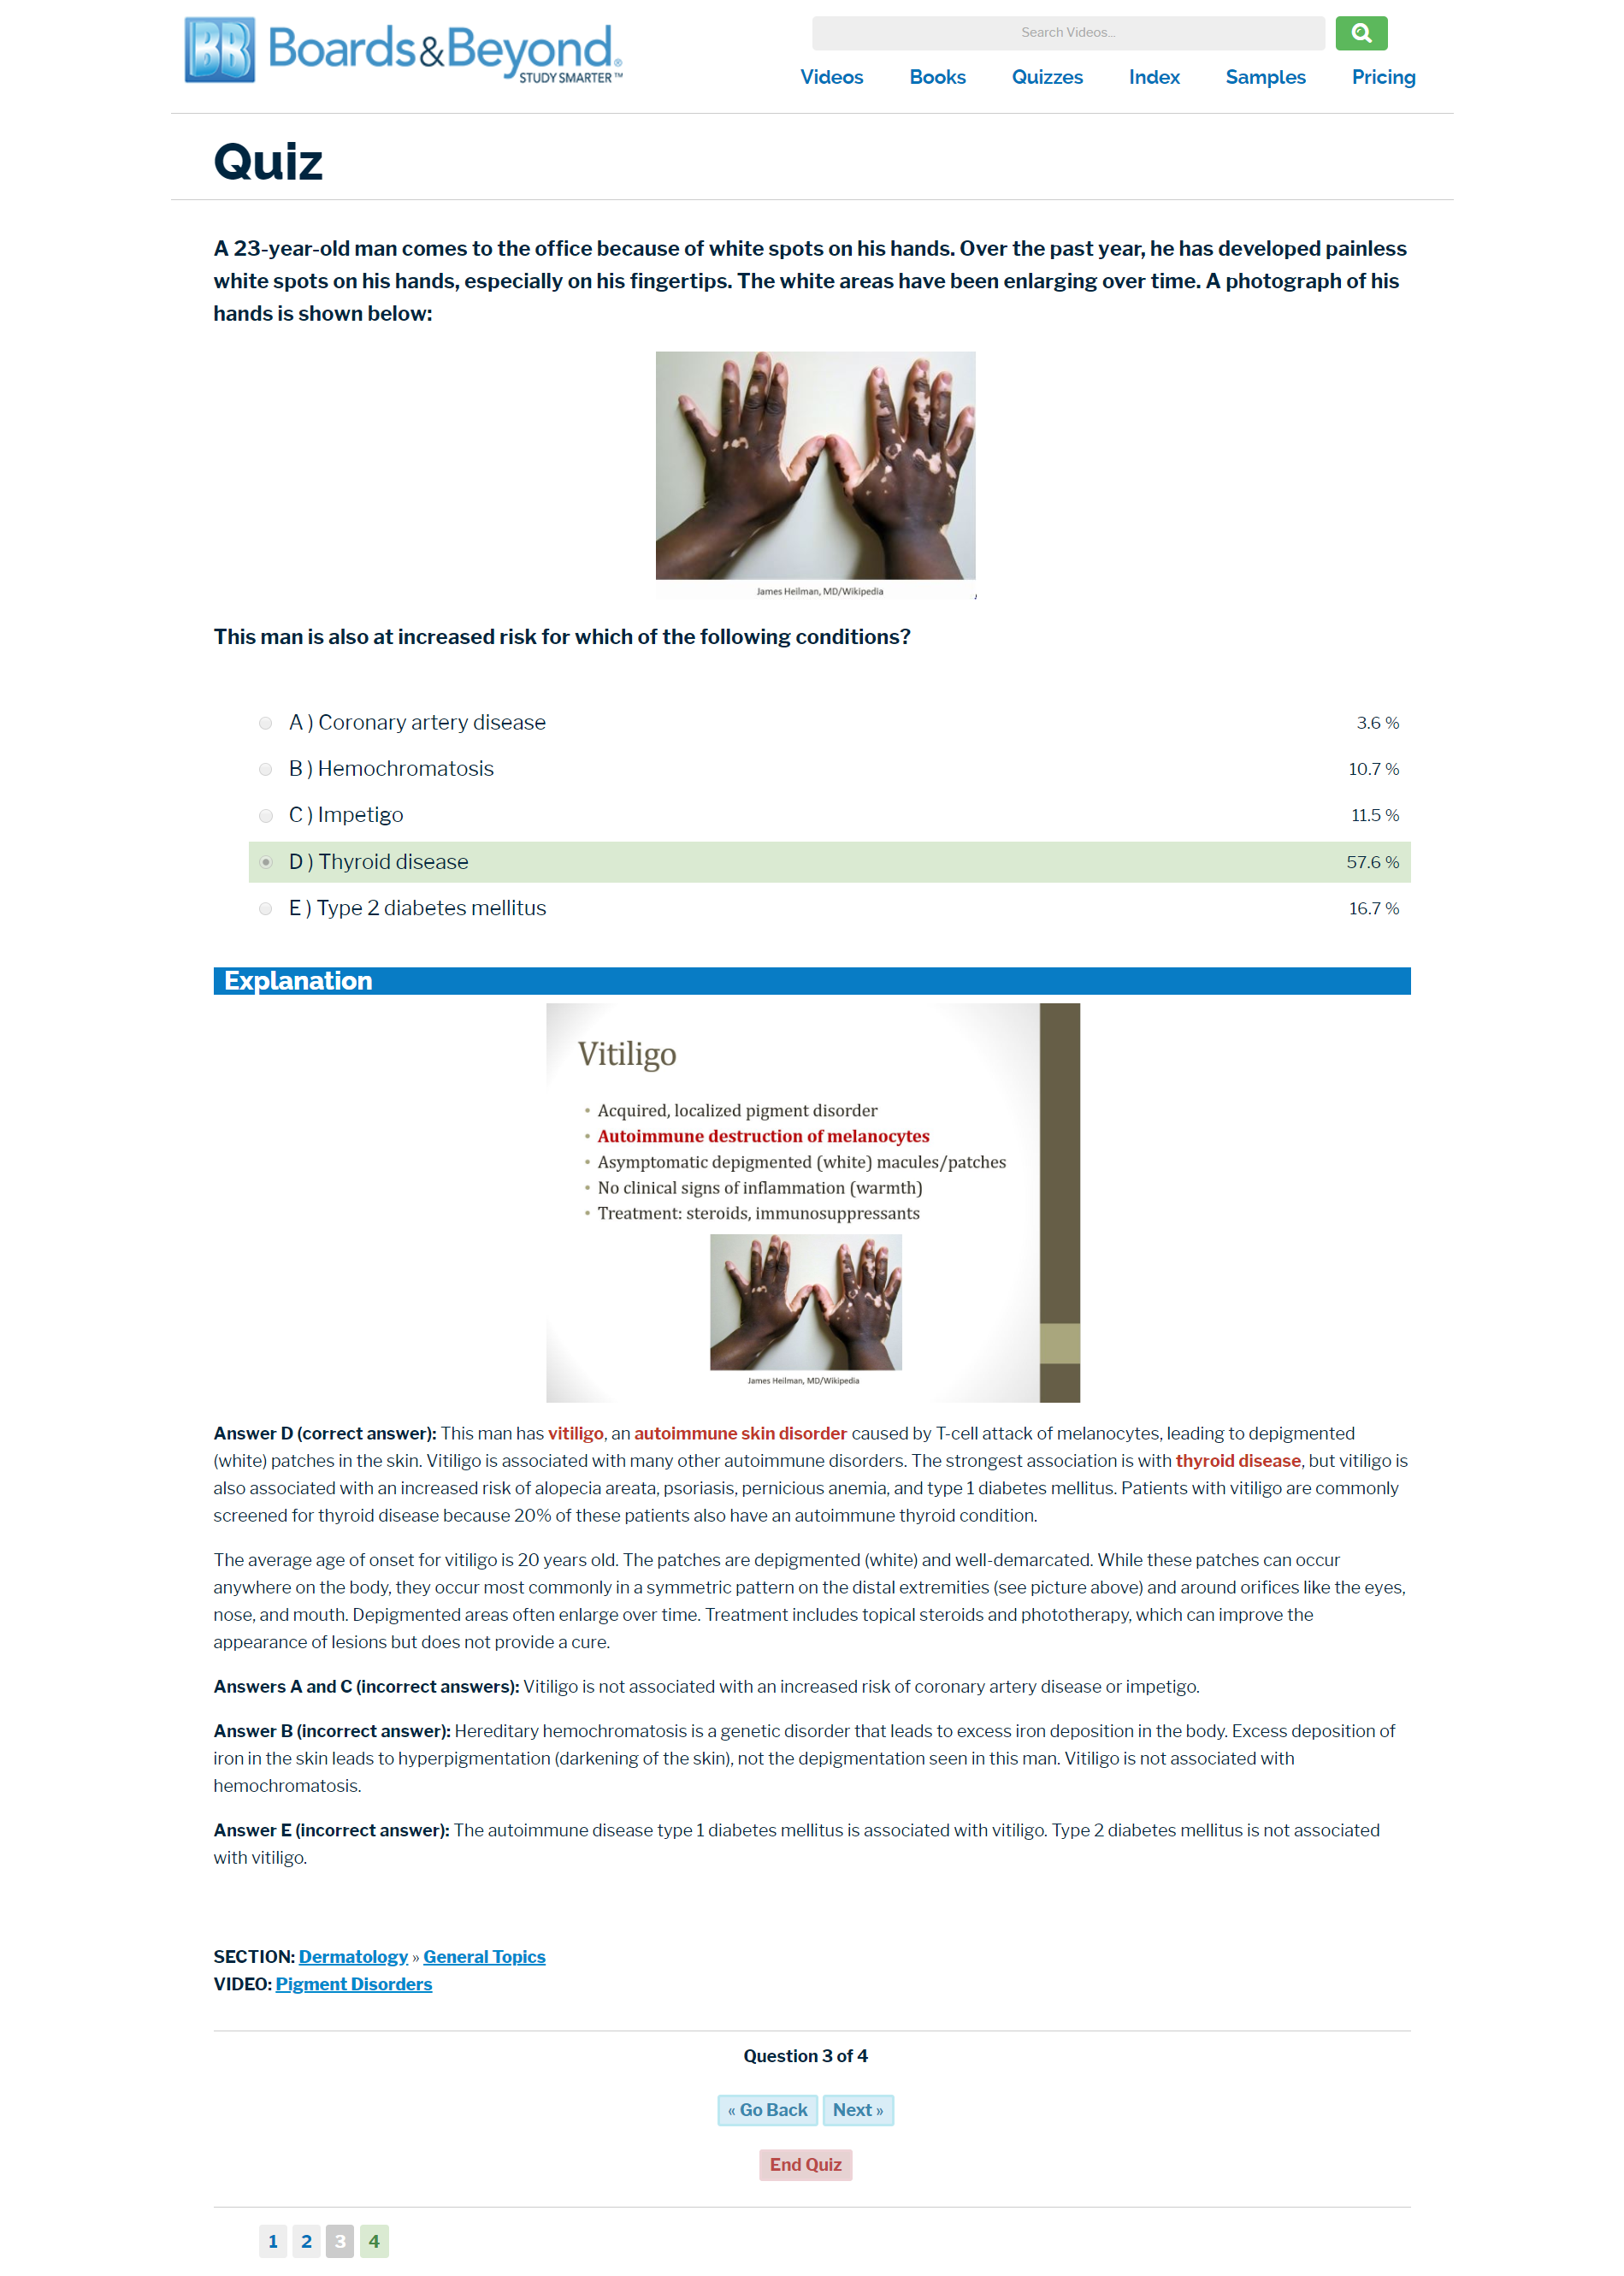 BB Boards&Beyond®
STUDY SMARTER™
Search Videos...
Videos Books Quizzes Index Samples Pricing
Quiz
A 23-year-old man comes to the office because of white spots on his hands. Over the past year, he has developed painless
white spots on his hands, especially on his fingertips. The white areas have been enlarging over time. A photograph of his
hands is shown below:
James Heilman, MD/Wikipedia
This man is also at increased risk for which of the following conditions?
A ) Coronary artery disease 3.6 %
B ) Hemochromatosis 10.7 %
C ) Impetigo 11.5 %
D ) Thyroid disease 57.6 %
E ) Type 2 diabetes mellitus 16.7 %
Explanation
Vitiligo
• Acquired, localized pigment disorder
• Autoimmune destruction of melanocytes
• Asymptomatic depigmented (white) macules/patches
• No clinical signs of inflammation (warmth)
• Treatment: steroids, immunosuppressants
James Heilman, MD/Wikipedia
Answer D (correct answer): This man has vitiligo, an autoimmune skin disorder caused by T-cell attack of melanocytes, leading to depigmented
(white) patches in the skin. Vitiligo is associated with many other autoimmune disorders. The strongest association is with thyroid disease, but vitiligo is
also associated with an increased risk of alopecia areata, psoriasis, pernicious anemia, and type 1 diabetes mellitus. Patients with vitiligo are commonly
screened for thyroid disease because 20% of these patients also have an autoimmune thyroid condition.
The average age of onset for vitiligo is 20 years old. The patches are depigmented (white) and well-demarcated. While these patches can occur
anywhere on the body, they occur most commonly in a symmetric pattern on the distal extremities (see picture above) and around orifices like the eyes,
nose, and mouth. Depigmented areas often enlarge over time. Treatment includes topical steroids and phototherapy, which can improve the
appearance of lesions but does not provide a cure.
Answers A and C (incorrect answers): Vitiligo is not associated with an increased risk of coronary artery disease or impetigo.
Answer B (incorrect answer): Hereditary hemochromatosis is a genetic disorder that leads to excess iron deposition in the body. Excess deposition of
iron in the skin leads to hyperpigmentation (darkening of the skin), not the depigmentation seen in this man. Vitiligo is not associated with
hemochromatosis.
Answer E (incorrect answer): The autoimmune disease type 1 diabetes mellitus is associated with vitiligo. Type 2 diabetes mellitus is not associated
with vitiligo.
SECTION: Dermatology » General Topics
VIDEO: Pigment Disorders
Question 3 of 4
« Go Back Next »
End Quiz
1 2 3 4